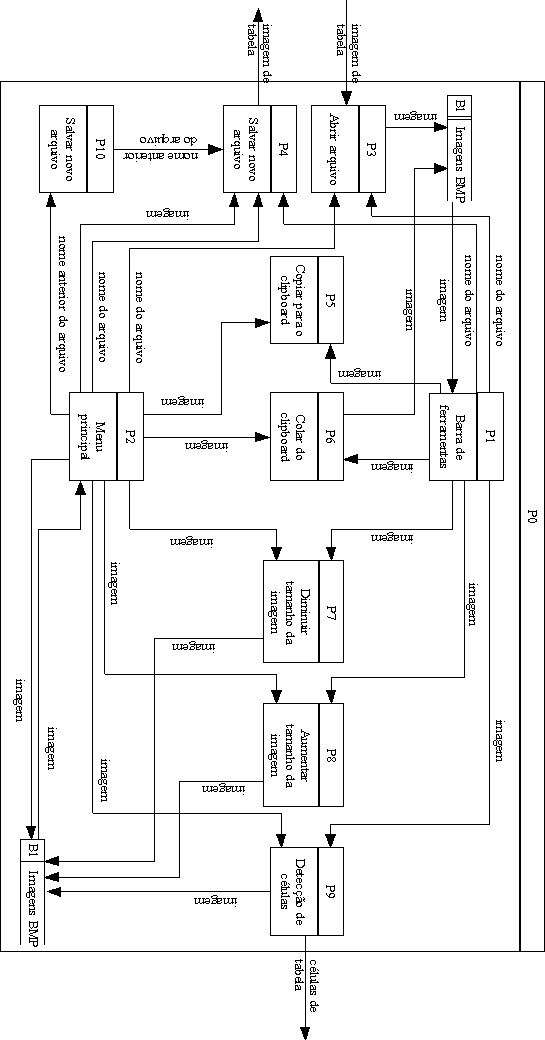 P0
nome do arquivo
imagem
P1
Barra de
ferramentas
B1
Imagens BMP
nome do arquivo
imagem
imagem
imagem
imagem
imagem
imagem
imagem
imagem de
tabela
P3
Abrir arquivo
P5
Copiar para o
clipboard
P6
Colar do
clipboard
P7
Diminuir
tamanho da
imagem
P8
Aumentar
tamanho da
imagem
P9
Detecção de
células
células de
tabela
imagem de
tabela
P4
Salvar novo
arquivo
nome anterior
do arquivo
imagem
imagem
imagem
imagem
imagem
imagem
imagem
P10
Salvar novo
arquivo
imagem
nome do arquivo
nome do arquivo
nome anterior do arquivo
P2
Menu
principal
imagem
imagem
imagem
imagem
B1
Imagens BMP